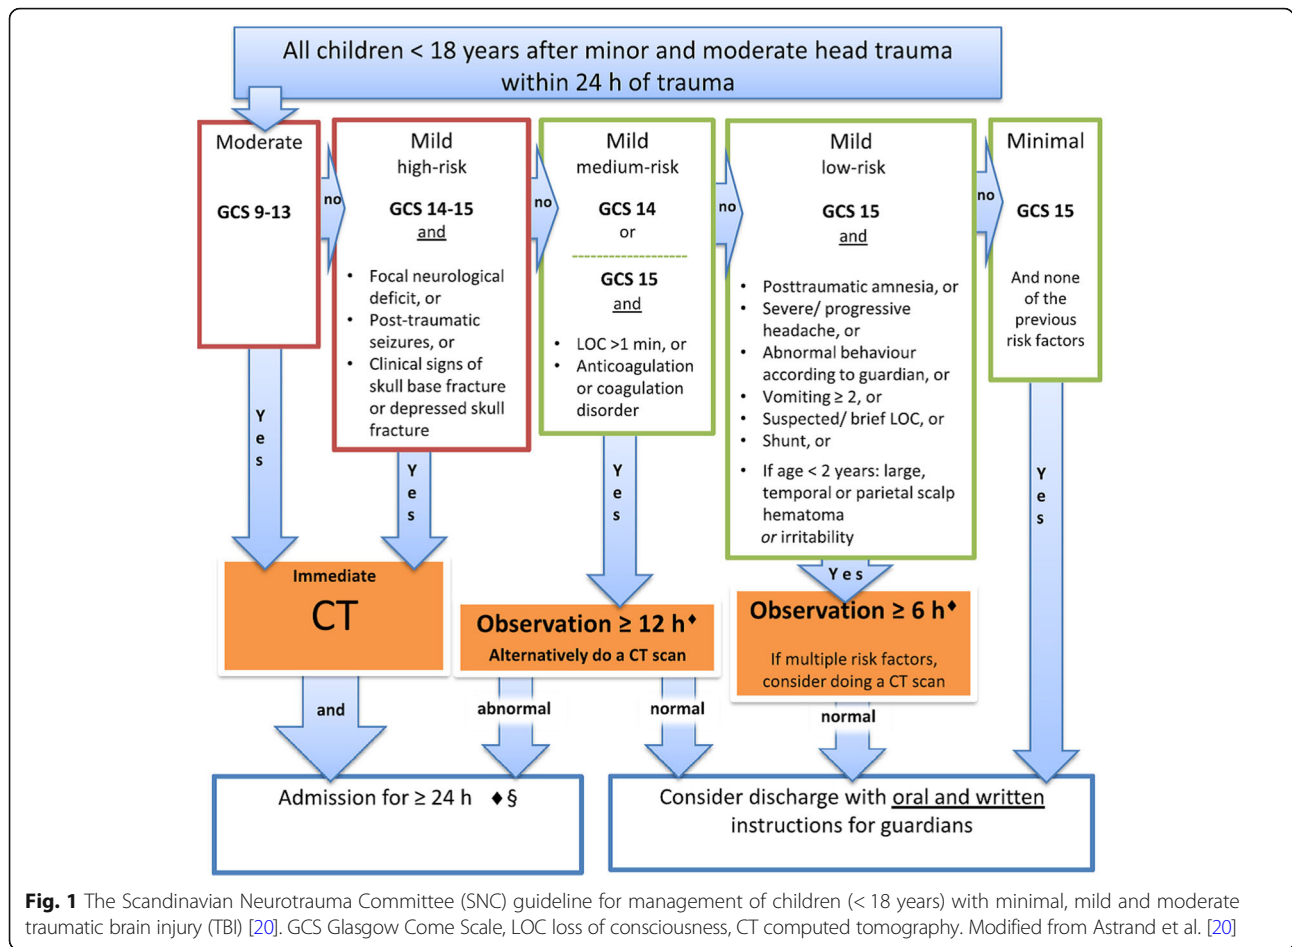 All children < 18 years after minor and moderate head trauma
within 24 h of trauma
Moderate
GCS 9-13
no
Mild
high-risk
GCS 14-15
and
• Focal neurological
deficit, or
• Post-traumatic
seizures, or
• Clinical signs of
skull base fracture
or depressed skull
fracture
no
Mild
medium-risk
GCS 14
or
GCS 15
and
• LOC >1 min, or
• Anticoagulation
or coagulation
disorder
no
Mild
low-risk
GCS 15
and
• Posttraumatic amnesia, or
• Severe/ progressive
headache, or
• Abnormal behaviour
according to guardian, or
• Vomiting ≥ 2, or
• Suspected/ brief LOC, or
• Shunt, or
• If age < 2 years: large,
temporal or parietal scalp
hematoma
or irritability
no
Minimal
GCS 15
And none
of the
previous
risk factors
Yes
Yes
Yes
Yes
Yes
Immediate
CT
Observation ≥ 12 h♦
Alternatively do a CT scan
Observation ≥ 6 h♦
If multiple risk factors,
consider doing a CT scan
and
abnormal
normal
normal
Admission for ≥ 24 h ♦ §
Consider discharge with oral and written
instructions for guardians
Fig. 1 The Scandinavian Neurotrauma Committee (SNC) guideline for management of children (< 18 years) with minimal, mild and moderate
traumatic brain injury (TBI) [20]. GCS Glasgow Come Scale, LOC loss of consciousness, CT computed tomography. Modified from Astrand et al. [20]